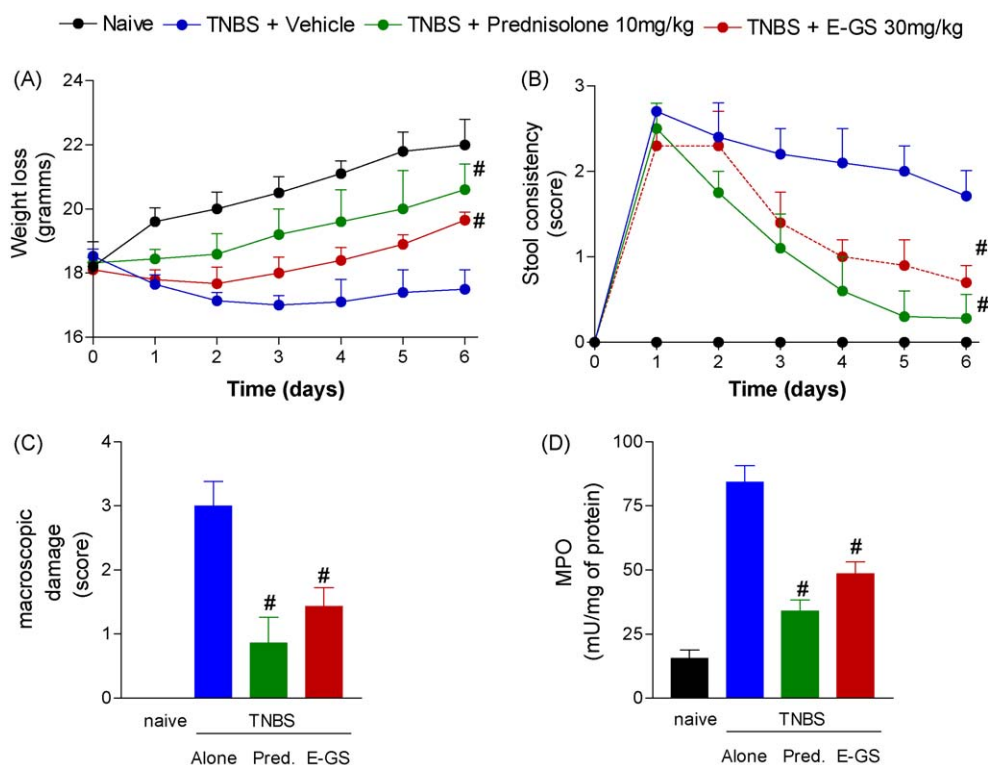 Naive TNBS + Vehicle TNBS + Prednisolone 10mg/kg TNBS + E-GS 30mg/kg
(A)
Weight loss
(gramms)
24
22
20
18
16
0 1 2 3 4 5 6
Time (days)
#
#
(B)
Stool consistency
(score)
3
2
1
0
0 1 2 3 4 5 6
Time (days)
#
#
(C)
macroscopic
damage
(score)
4
3
2
1
0
# #
naive TNBS
Alone Pred. E-GS
(D)
MPO
(mU/mg of protein)
100
75
50
25
0
# #
naive TNBS
Alone Pred. E-GS